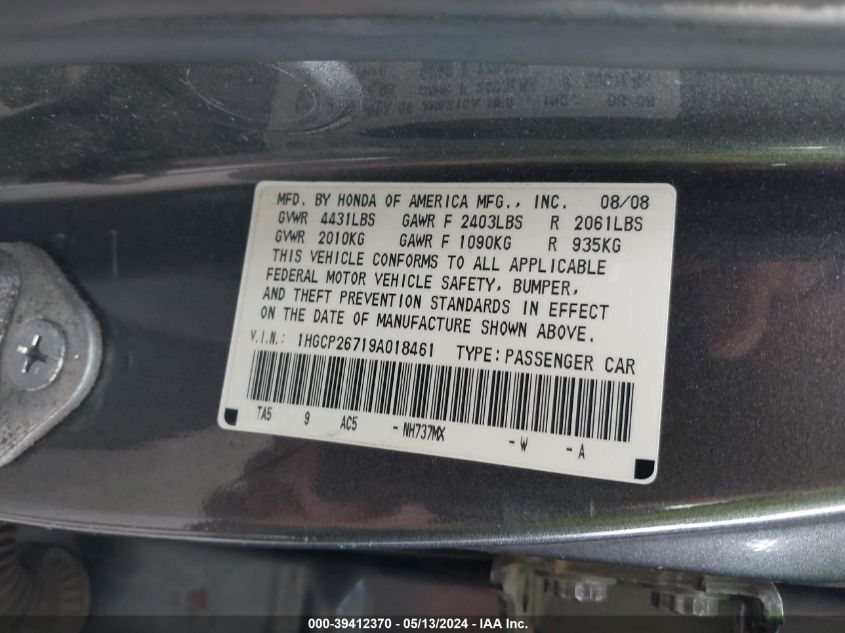 MFD. BY HONDA OF AMERICA MFG., INC. 08/08
GVWR 4431LBS GAWR F 2403LBS R 2061LBS
GVWR 2010KG GAWR F 1090KG R 935KG
THIS VEHICLE CONFORMS TO ALL APPLICABLE
FEDERAL MOTOR VEHICLE SAFETY, BUMPER,
AND THEFT PREVENTION STANDARDS IN EFFECT
ON THE DATE OF MANUFACTURE SHOWN ABOVE.
V.I.N.: 1HGCP26719A018461 TYPE: PASSENGER CAR
TA5 9 AC5 - NH737MX - W - A
000-39412370 - 05/13/2024 - IAA Inc.